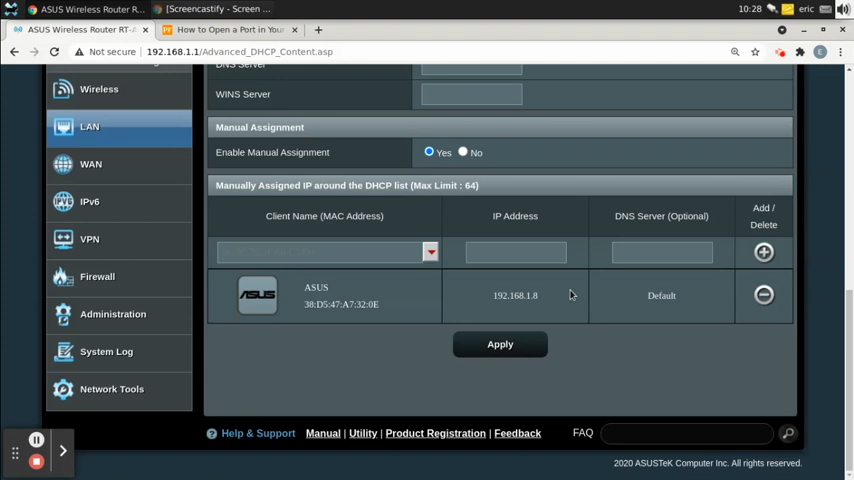 ASUS Wireless Router R...
[Screencastify - Screen ...
10:28
eric
ASUS Wireless Router RT-A
How to Open a Port in Your
Not secure
192.168.1.1/Advanced_DHCP_Content.asp
E
DNS Server
Wireless
WINS Server
LAN
Manual Assignment
Enable Manual Assignment
Yes
No
WAN
Manually Assigned IP around the DHCP list (Max Limit : 64)
IPv6
Client Name (MAC Address)
IP Address
DNS Server (Optional)
Add /
Delete
VPN
Firewall
ASUS
38:D5:47:A7:32:0E
192.168.1.8
Default
Administration
Apply
System Log
Network Tools
Help & Support
Manual | Utility | Product Registration | Feedback
FAQ
2020 ASUSTeK Computer Inc. All rights reserved.